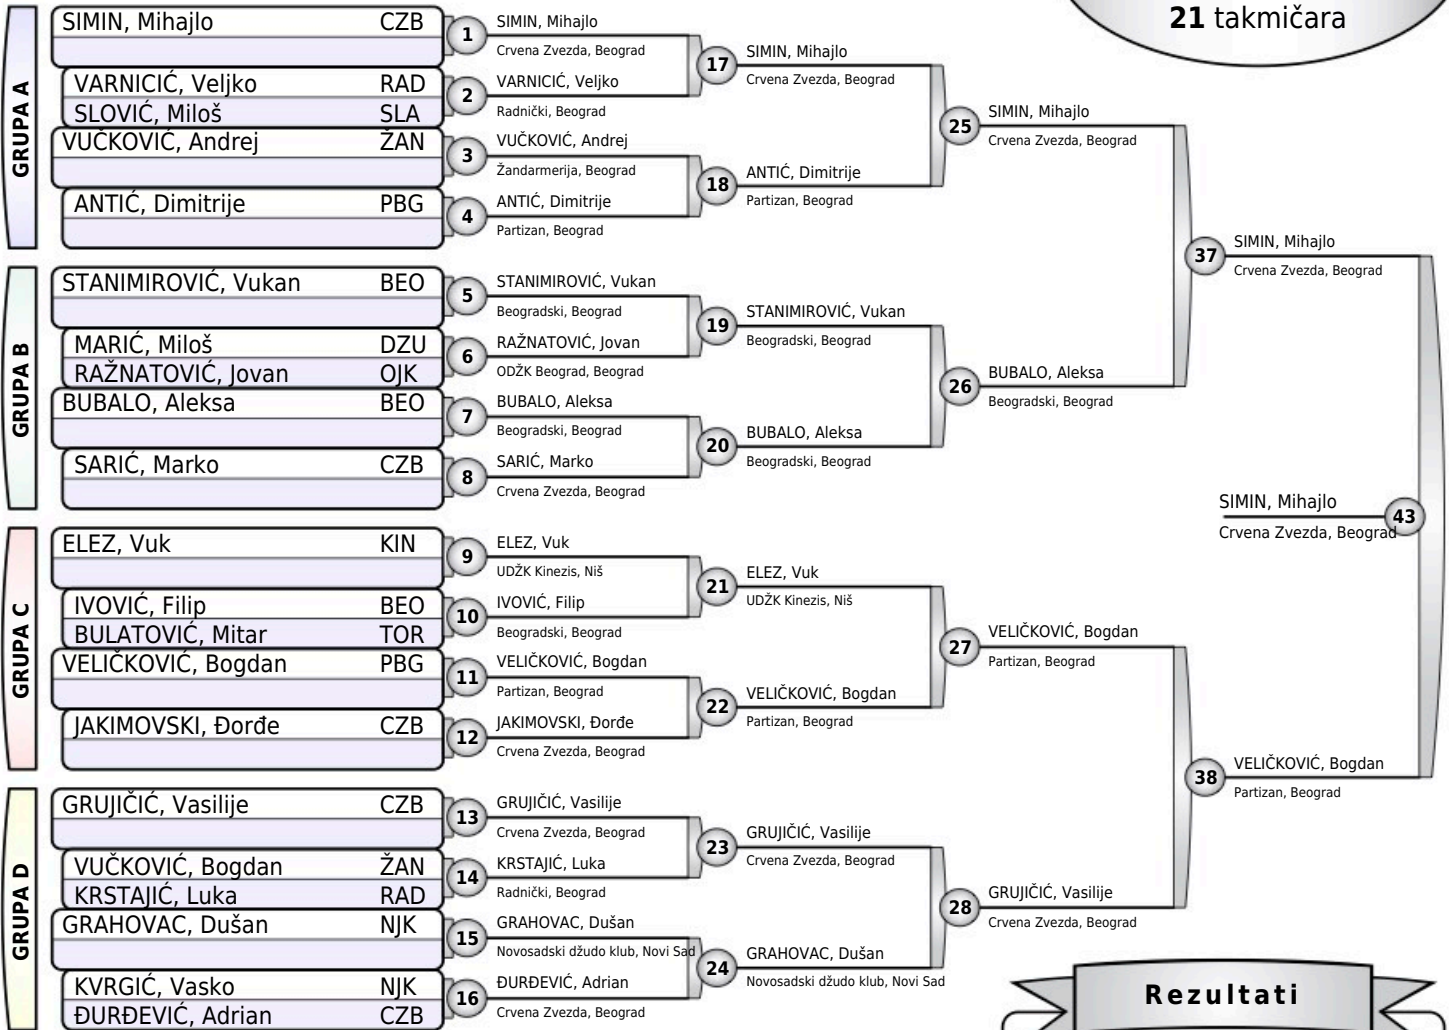 21 takmičara
GRUPA A
SIMIN, Mihajlo CZB
VARNICIĆ, Veljko RAD
SLOVIĆ, Miloš SLA
VUČKOVIĆ, Andrej ŽAN
ANTIĆ, Dimitrije PBG
1
SIMIN, Mihajlo
Crvena Zvezda, Beograd
2
VARNICIĆ, Veljko
Radnički, Beograd
3
VUČKOVIĆ, Andrej
Žandarmerija, Beograd
4
ANTIĆ, Dimitrije
Partizan, Beograd
17
SIMIN, Mihajlo
Crvena Zvezda, Beograd
18
ANTIĆ, Dimitrije
Partizan, Beograd
25
SIMIN, Mihajlo
Crvena Zvezda, Beograd
GRUPA B
STANIMIROVIĆ, Vukan BEO
MARIĆ, Miloš DZU
RAŽNATOVIĆ, Jovan OJK
BUBALO, Aleksa BEO
SARIĆ, Marko CZB
5
STANIMIROVIĆ, Vukan
Beogradski, Beograd
6
RAŽNATOVIĆ, Jovan
ODŽK Beograd, Beograd
7
BUBALO, Aleksa
Beogradski, Beograd
8
SARIĆ, Marko
Crvena Zvezda, Beograd
19
STANIMIROVIĆ, Vukan
Beogradski, Beograd
20
BUBALO, Aleksa
Beogradski, Beograd
26
BUBALO, Aleksa
Beogradski, Beograd
37
SIMIN, Mihajlo
Crvena Zvezda, Beograd
GRUPA C
ELEZ, Vuk KIN
IVOVIĆ, Filip BEO
BULATOVIĆ, Mitar TOR
VELIČKOVIĆ, Bogdan PBG
JAKIMOVSKI, Đorđe CZB
9
ELEZ, Vuk
UDŽK Kinezis, Niš
10
IVOVIĆ, Filip
Beogradski, Beograd
11
VELIČKOVIĆ, Bogdan
Partizan, Beograd
12
JAKIMOVSKI, Đorđe
Crvena Zvezda, Beograd
21
ELEZ, Vuk
UDŽK Kinezis, Niš
22
VELIČKOVIĆ, Bogdan
Partizan, Beograd
27
VELIČKOVIĆ, Bogdan
Partizan, Beograd
GRUPA D
GRUJIČIĆ, Vasilije CZB
VUČKOVIĆ, Bogdan ŽAN
KRSTAJIĆ, Luka RAD
GRAHOVAC, Dušan NJK
KVRGIĆ, Vasko NJK
ĐURĐEVIĆ, Adrian CZB
13
GRUJIČIĆ, Vasilije
Crvena Zvezda, Beograd
14
KRSTAJIĆ, Luka
Radnički, Beograd
15
GRAHOVAC, Dušan
Novosadski džudo klub, Novi Sad
16
ĐURĐEVIĆ, Adrian
Crvena Zvezda, Beograd
23
GRUJIČIĆ, Vasilije
Crvena Zvezda, Beograd
24
GRAHOVAC, Dušan
Novosadski džudo klub, Novi Sad
28
GRUJIČIĆ, Vasilije
Crvena Zvezda, Beograd
38
VELIČKOVIĆ, Bogdan
Partizan, Beograd
43
SIMIN, Mihajlo
Crvena Zvezda, Beograd
Rezultati